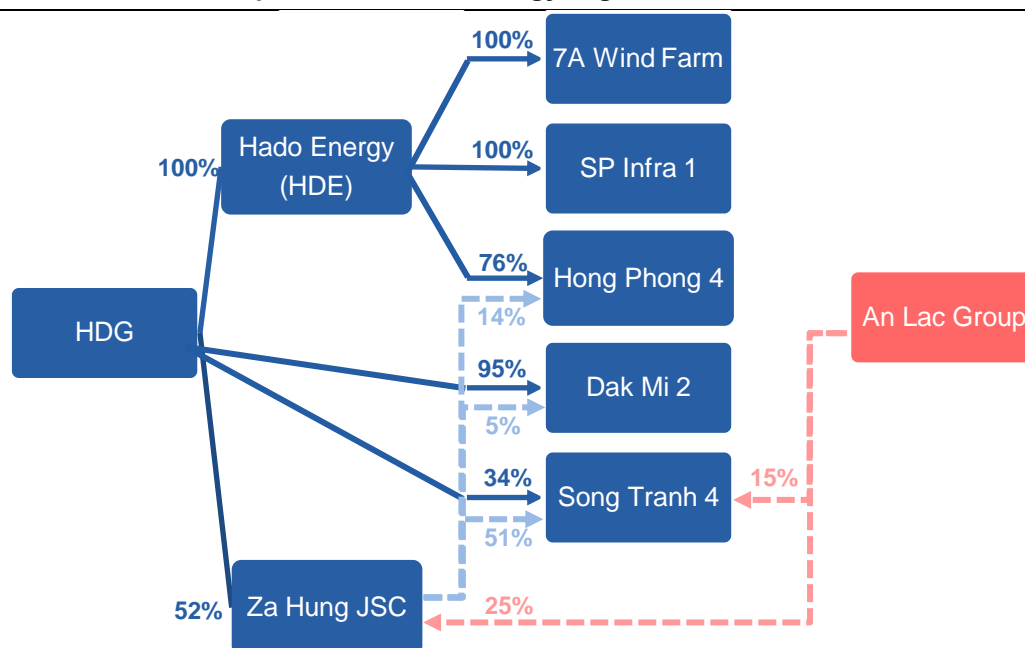 100%
7A Wind Farm
Hado Energy
(HDE)
100%
100%
SP Infra 1
76%
Hong Phong 4
14%
HDG
An Lac Group
95%
Dak Mi 2
5%
34%
Song Tranh 4
15%
51%
52%
Za Hung JSC
25%